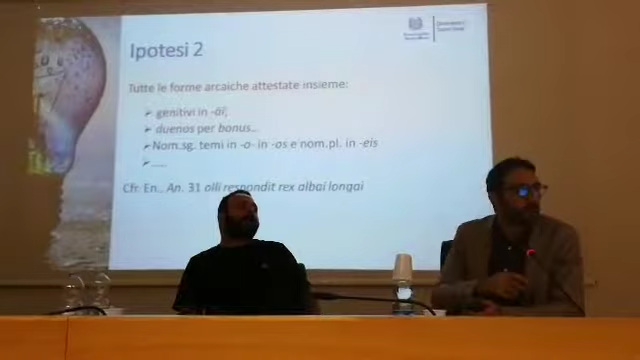 Ipotesi 2
Tutte le forme arcaiche attestate insieme:
➢ genitivi in -āī;
➢ duenos per bonus...
➢ Nom.sg. temi in -o- in -os e nom.pl. in -eis
➢ .....
Cfr. En., An. 31 olli respondit rex albai longai